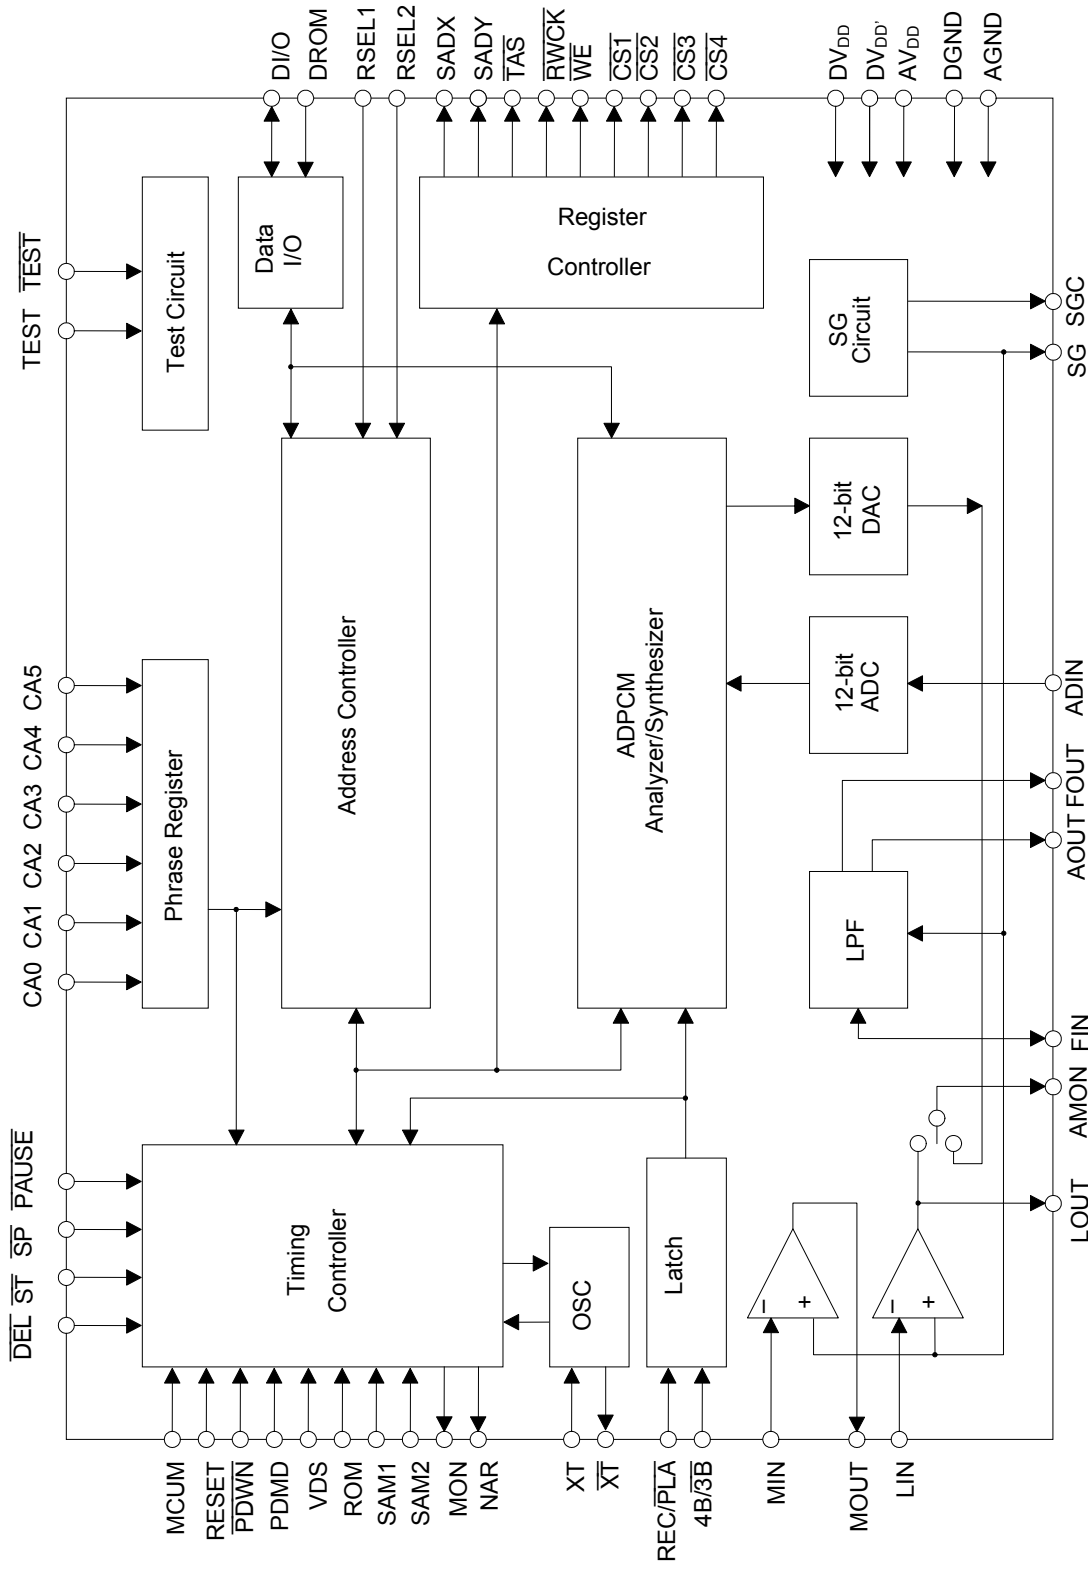 DI/O
DROM
RSEL1
RSEL2
SADX
SADY
TAS
RWCK
WE
CS1
CS2
CS3
CS4
DVDD
DVDD'
AVDD
DGND
AGND
TEST
TEST
Test Circuit
Data
I/O
Register
Controller
SG
Circuit
SGC
SG
CA5
CA4
CA3
CA2
CA1
CA0
Phrase Register
Address Controller
ADPCM
Analyzer/Synthesizer
12-bit
DAC
12-bit
ADC
LPF
ADIN
FOUT
AOUT
FIN
AMON
LOUT
PAUSE
SP
ST
DEL
Timing
Controller
OSC
Latch
–
+
–
+
MCUM
RESET
PDWN
PDMD
VDS
ROM
SAM1
SAM2
MON
NAR
XT
XT
REC/PLA
4B/3B
MIN
MOUT
LIN